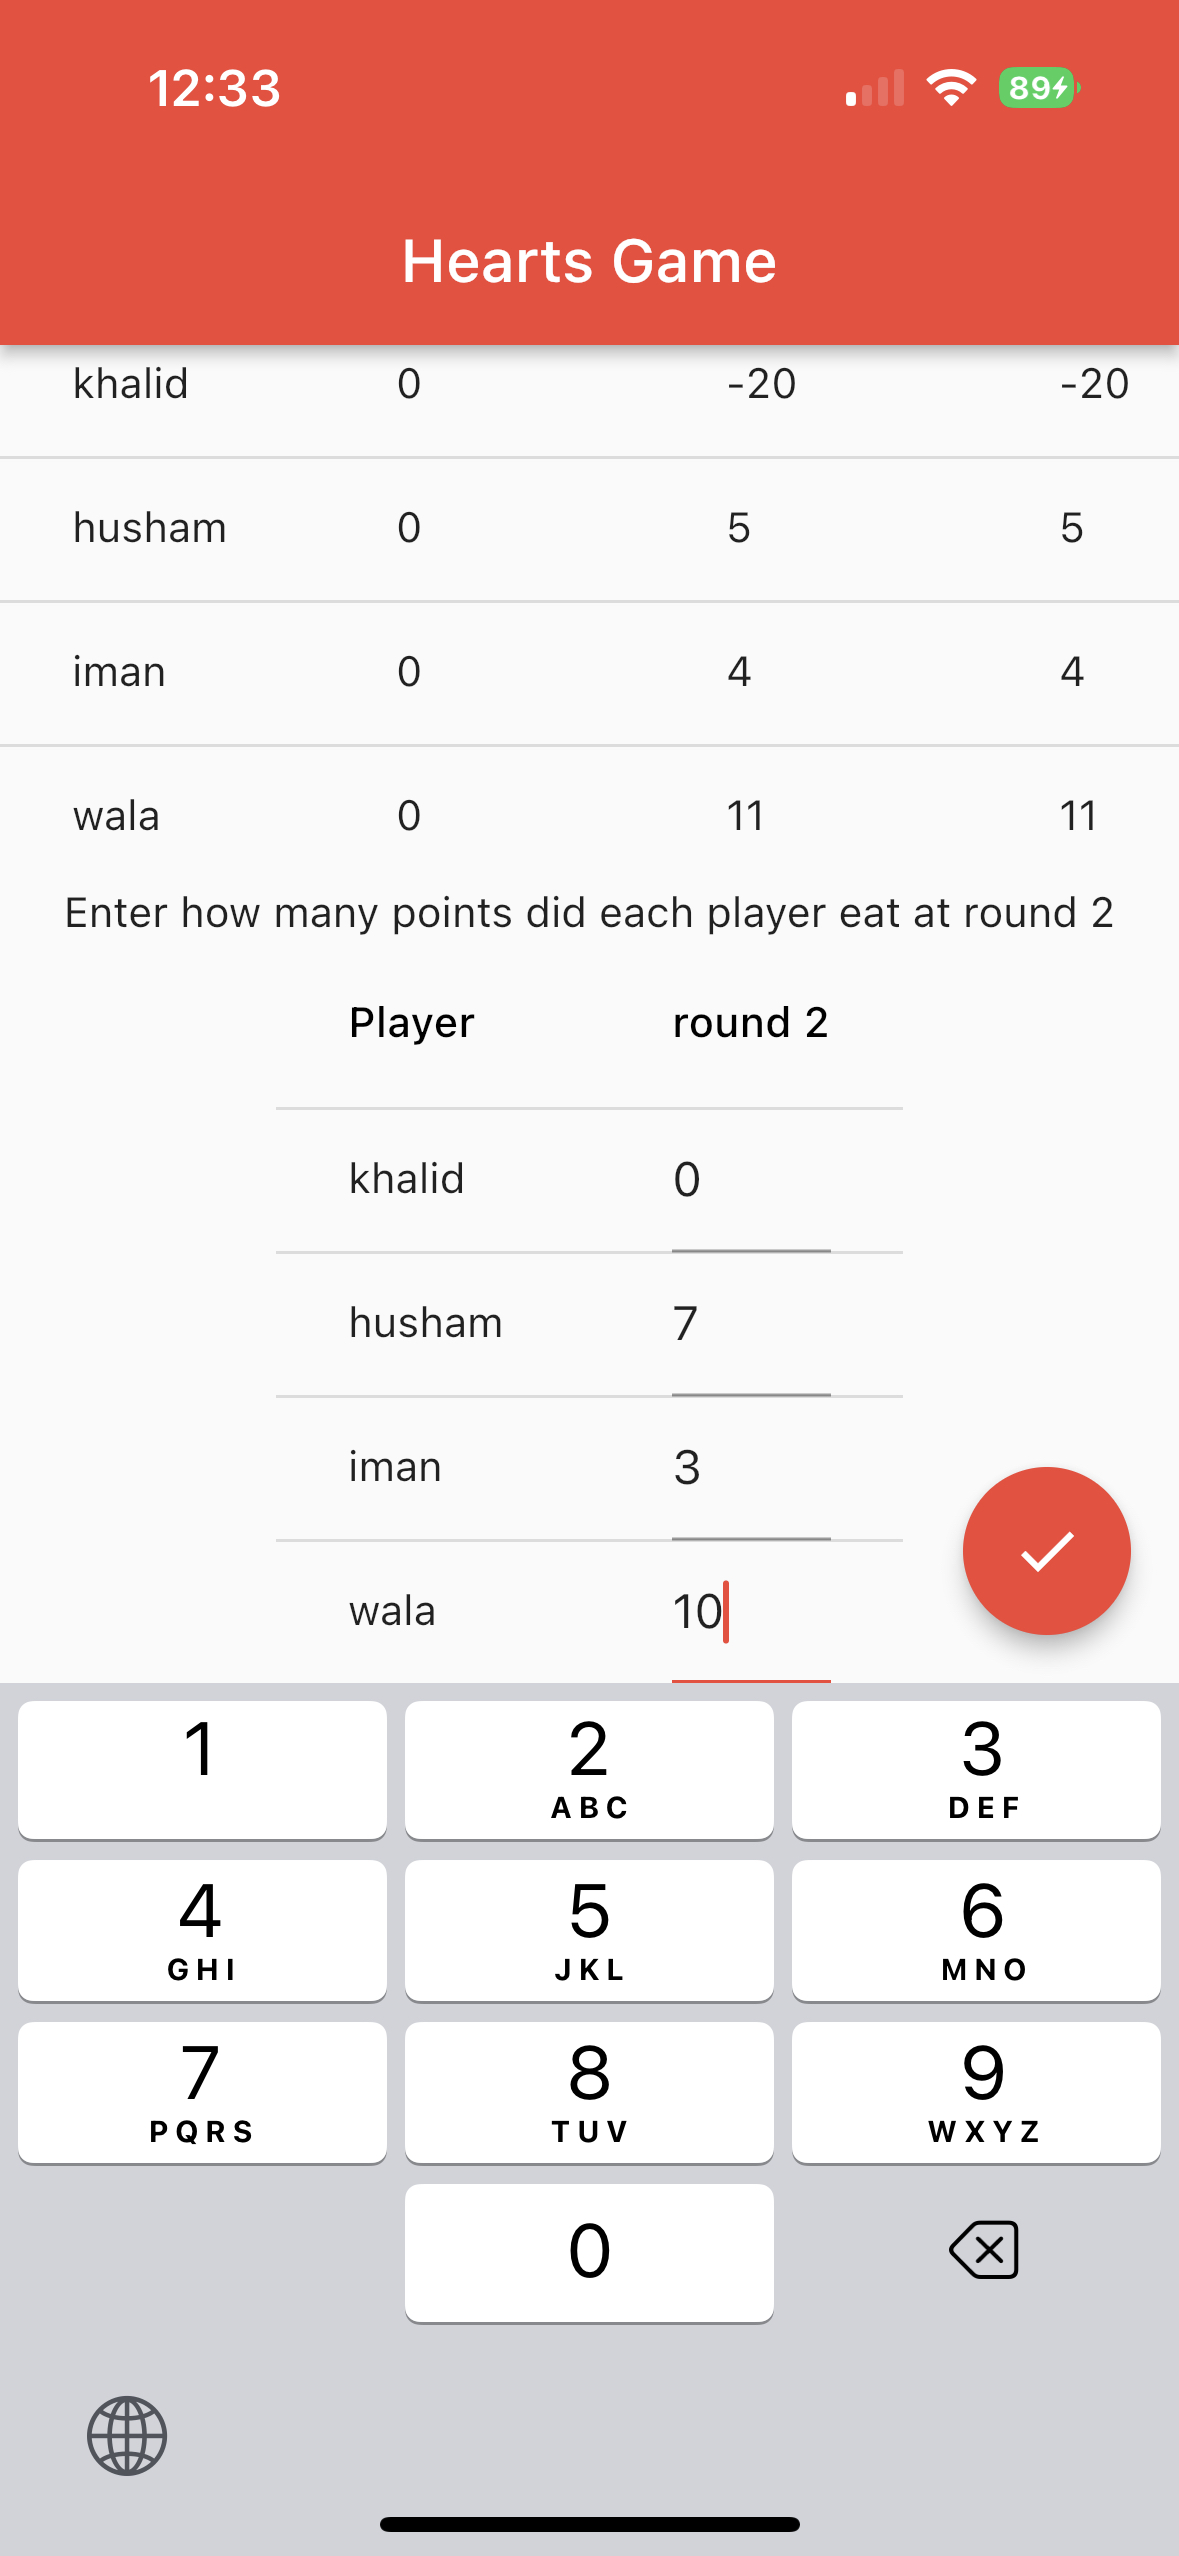 12:33
89
Hearts Game
khalid 0 -20 -20
husham 0 5 5
iman 0 4 4
wala 0 11 11
Enter how many points did each player eat at round 2
Player round 2
khalid 0
husham 7
iman 3
wala 10
1 2 3
ABC DEF
4 5 6
GHI JKL MNO
7 8 9
PQRS TUV WXYZ
0